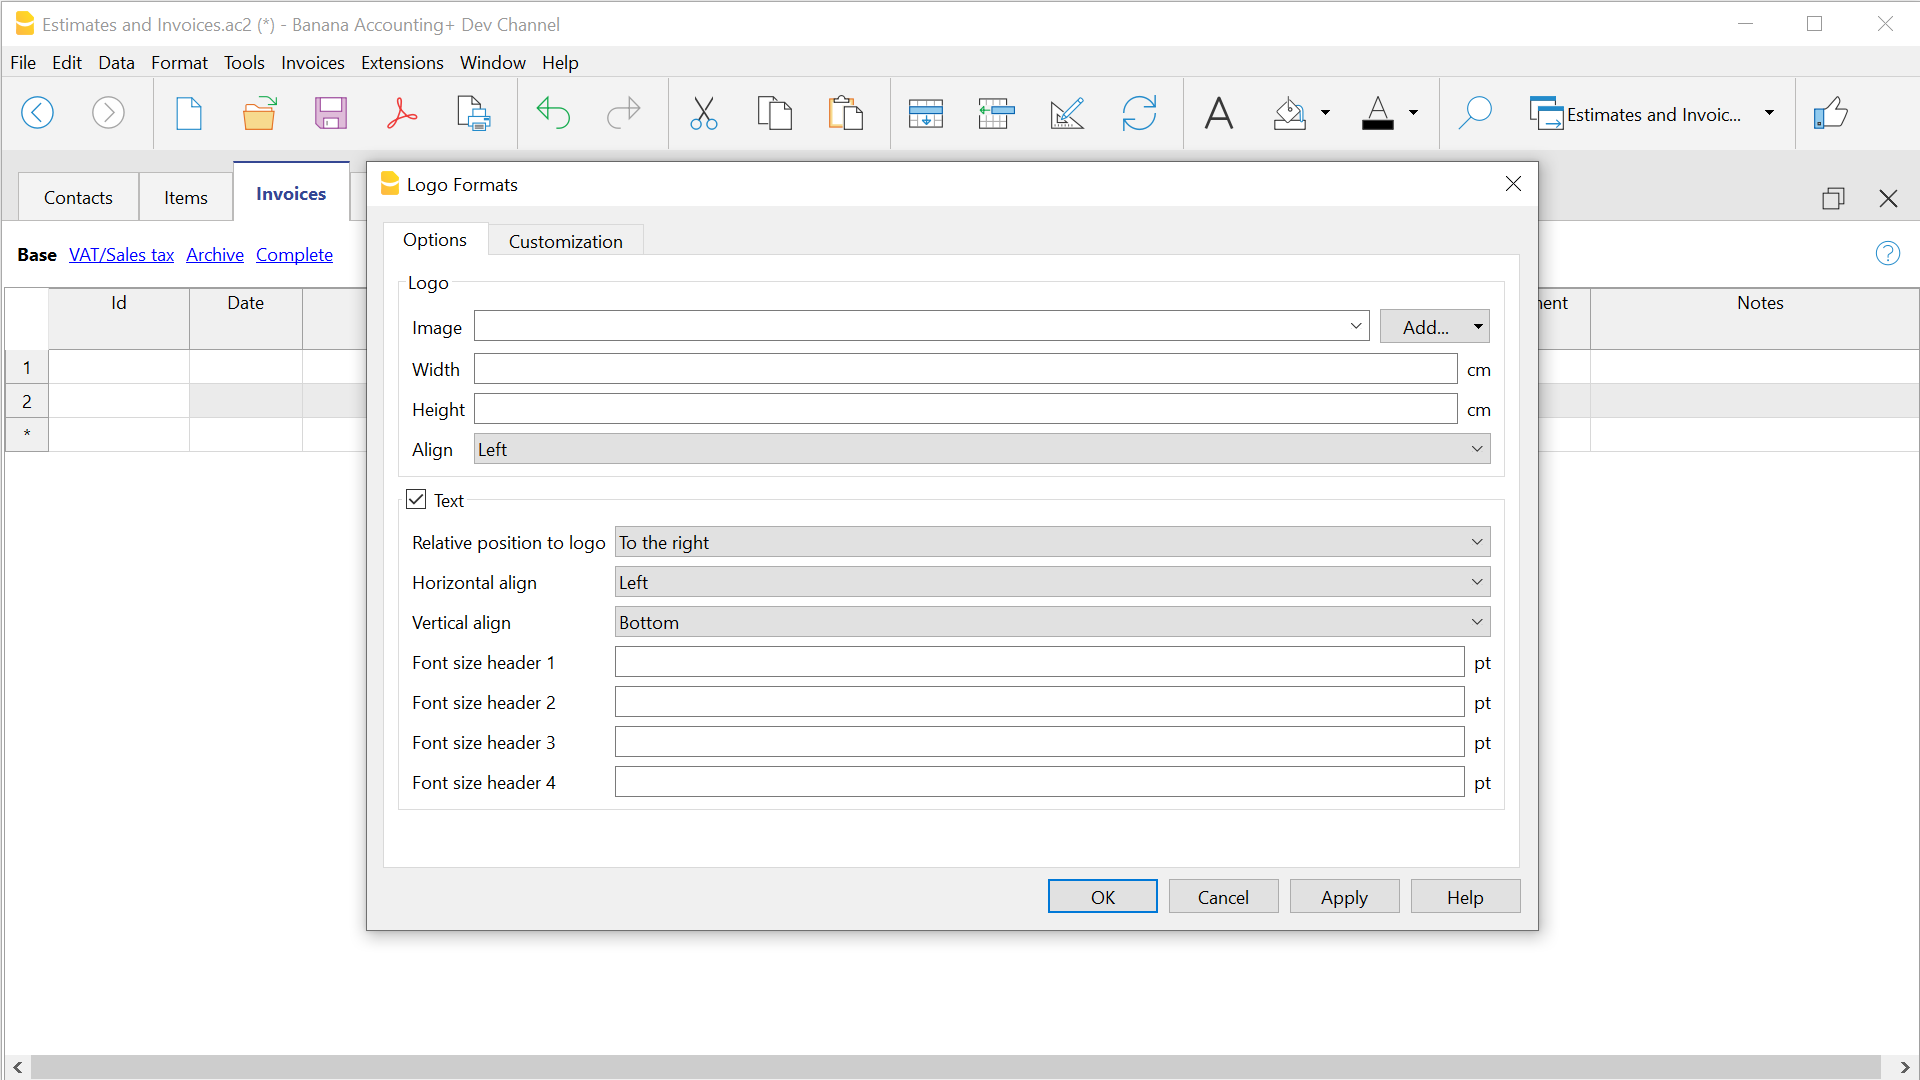 Estimates and Invoices.ac2 (*) - Banana Accounting+ Dev Channel
File Edit Data Format Tools Invoices Extensions Window Help
Estimates and Invoic...
Contacts Items Invoices
Base VAT/Sales tax Archive Complete
Id Date ent Notes
1
2
*
Logo Formats
Options Customization
Logo
Image Add...
Width cm
Height cm
Align Left
Text
Relative position to logo To the right
Horizontal align Left
Vertical align Bottom
Font size header 1 pt
Font size header 2 pt
Font size header 3 pt
Font size header 4 pt
OK Cancel Apply Help